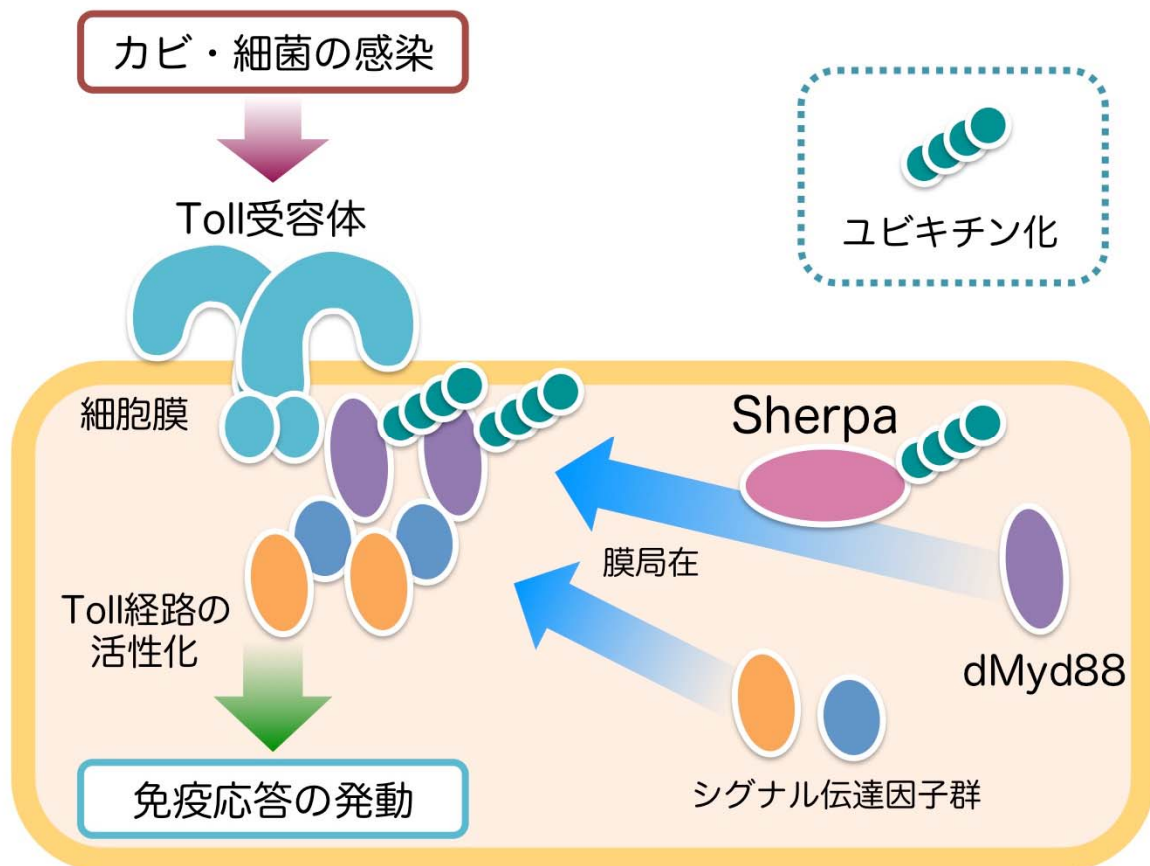 カビ・細菌の感染
Toll受容体
ユビキチン化
細胞膜
Sherpa
膜局在
dMyd88
Toll経路の
活性化
シグナル伝達因子群
免疫応答の発動